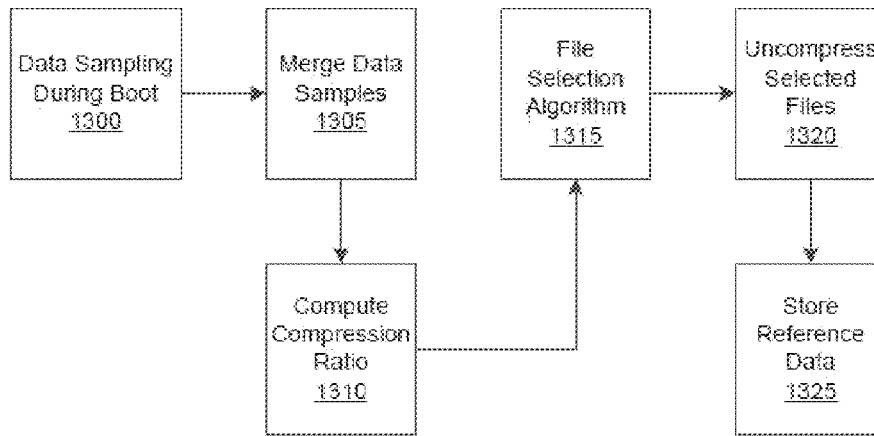 Data Sampling
During Boot
1300
Merge Data
Samples
1305
Compute
Compression
Ratio
1310
File
Selection
Algorithm
1315
Uncompress
Selected
Files
1320
Store
Reference
Data
1325